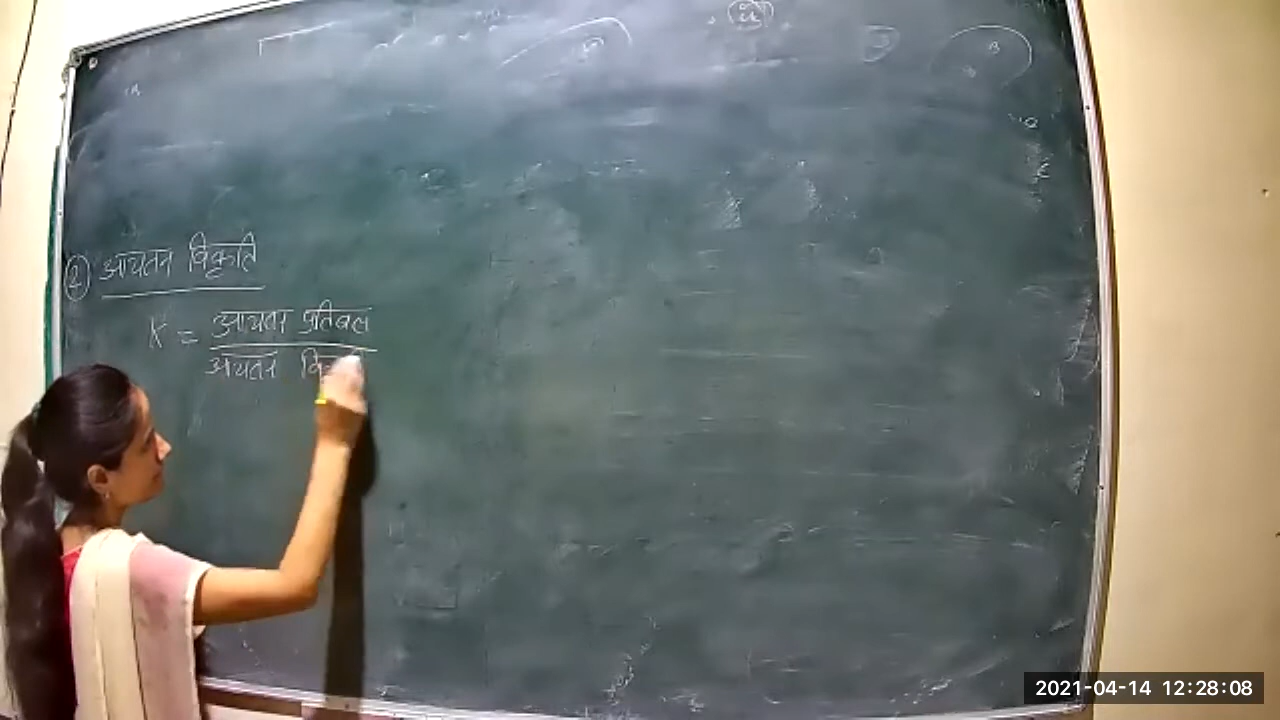 ② आयतन विकृति
K = आयतन प्रतिबल
आयतन
2021-04-14 12:28:08